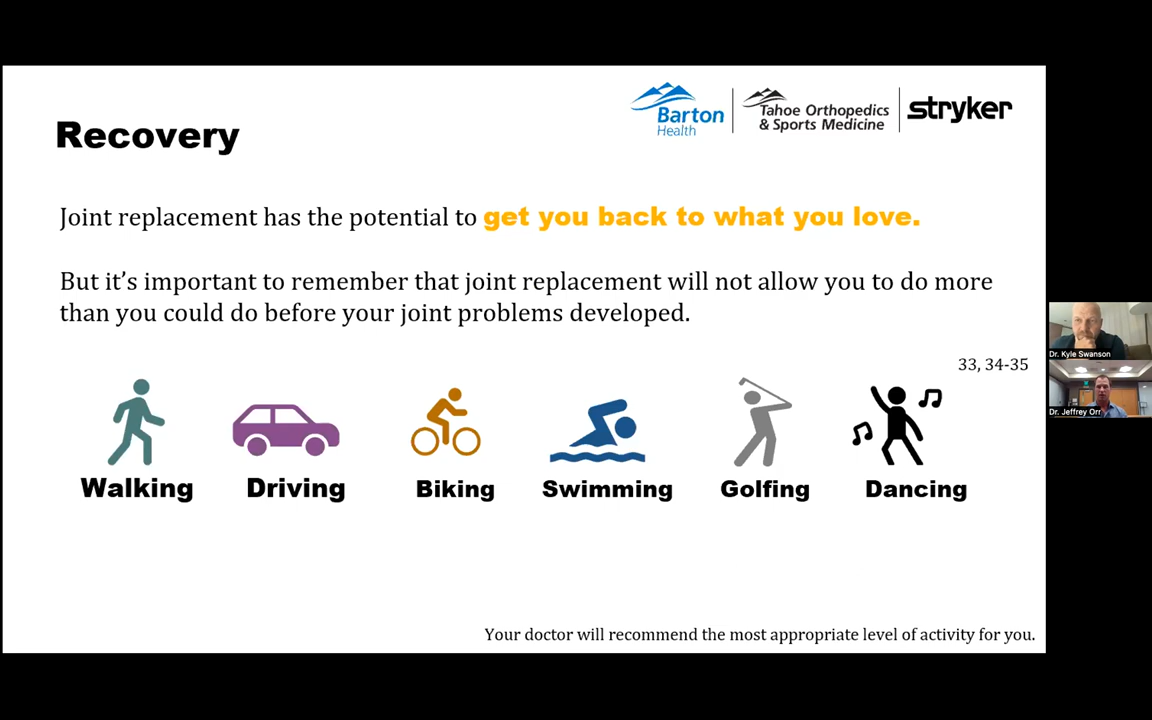 Barton
Health
Tahoe Orthopedics
& Sports Medicine
stryker
Recovery
Joint replacement has the potential to get you back to what you love.
But it’s important to remember that joint replacement will not allow you to do more
than you could do before your joint problems developed.
33, 34-35
Dr. Kyle Swanson
Dr. Jeffrey Orr
Walking Driving Biking Swimming Golfing Dancing
Your doctor will recommend the most appropriate level of activity for you.